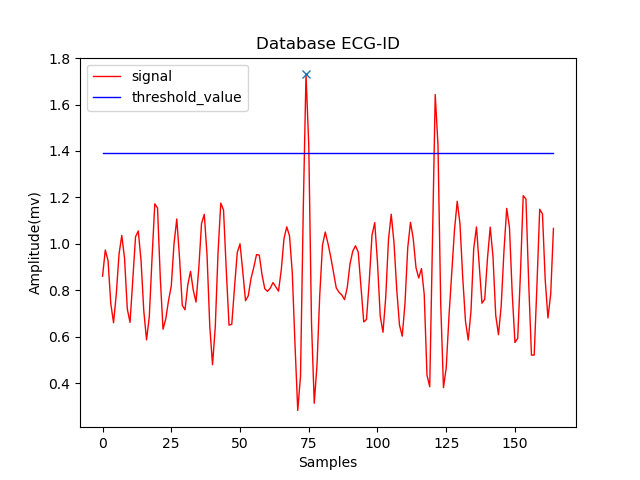 Database ECG-ID
signal
threshold_value
Amplitude(mv)
1.8
1.6
1.4
1.2
1.0
0.8
0.6
0.4
0 25 50 75 100 125 150
Samples